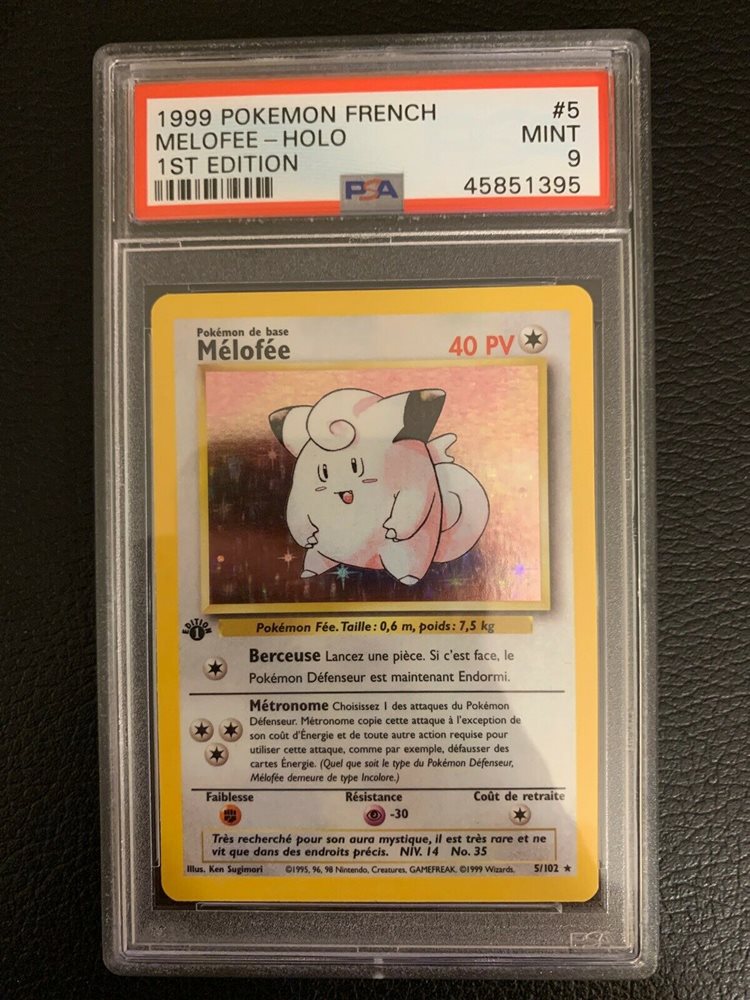 1999 POKEMON FRENCH #5
MELOFEE - HOLO MINT
1ST EDITION 9
PSA 45851395
Pokémon de base
Mélofée 40 PV
EDITION 1
Pokémon Fée. Taille : 0,6 m, poids : 7,5 kg
Berceuse Lancez une pièce. Si c'est face, le
Pokémon Défenseur est maintenant Endormi.
Métronome Choisissez 1 des attaques du Pokémon
Défenseur. Métronome copie cette attaque à l'exception de
son coût d'Énergie et de toute autre action requise pour
utiliser cette attaque, comme par exemple, défausser des
cartes Énergie. (Quel que soit le type du Pokémon Défenseur,
Mélofée demeure de type Incolore.)
Faiblesse Résistance Coût de retraite
-30
Très recherché pour son aura mystique, il est très rare et ne
vit que dans des endroits précis. NIV. 14 No. 35
Illus. Ken Sugimori ©1995, 96, 98 Nintendo, Creatures, GAMEFREAK. ©1999 Wizards. 5/102 ★
PSA